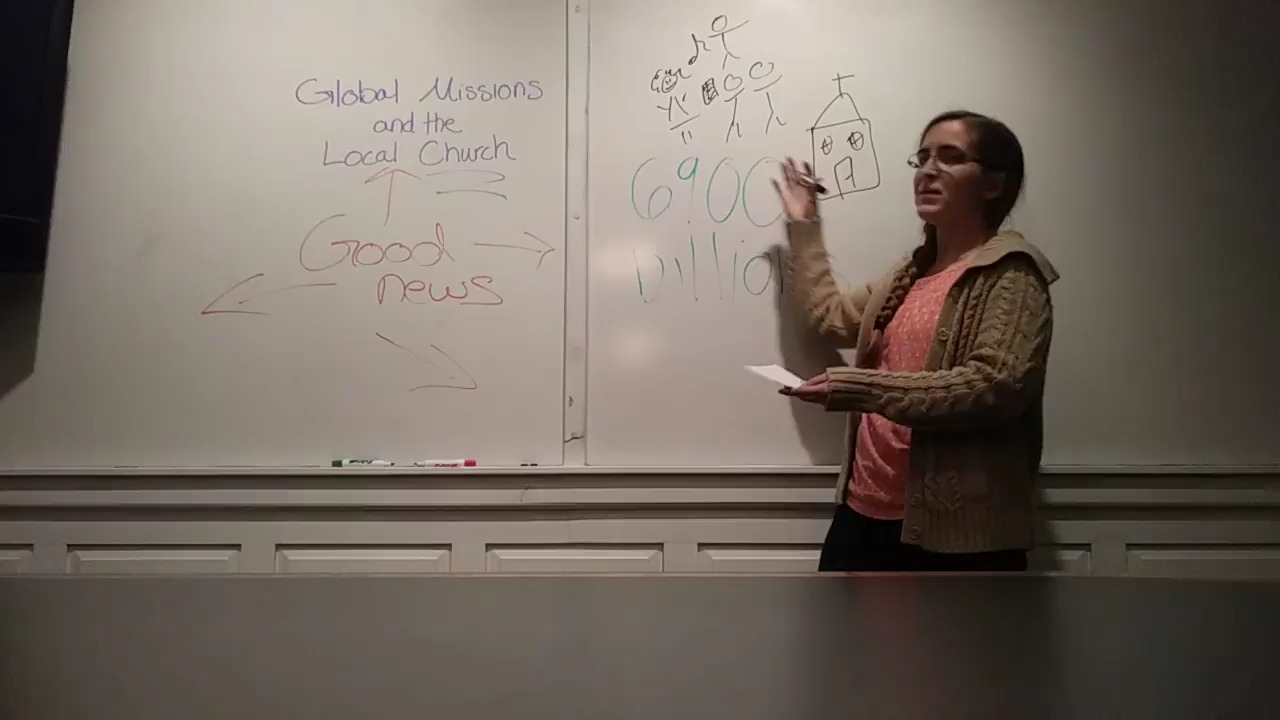 Global Missions
and the
Local Church
Good
news
6900
billion